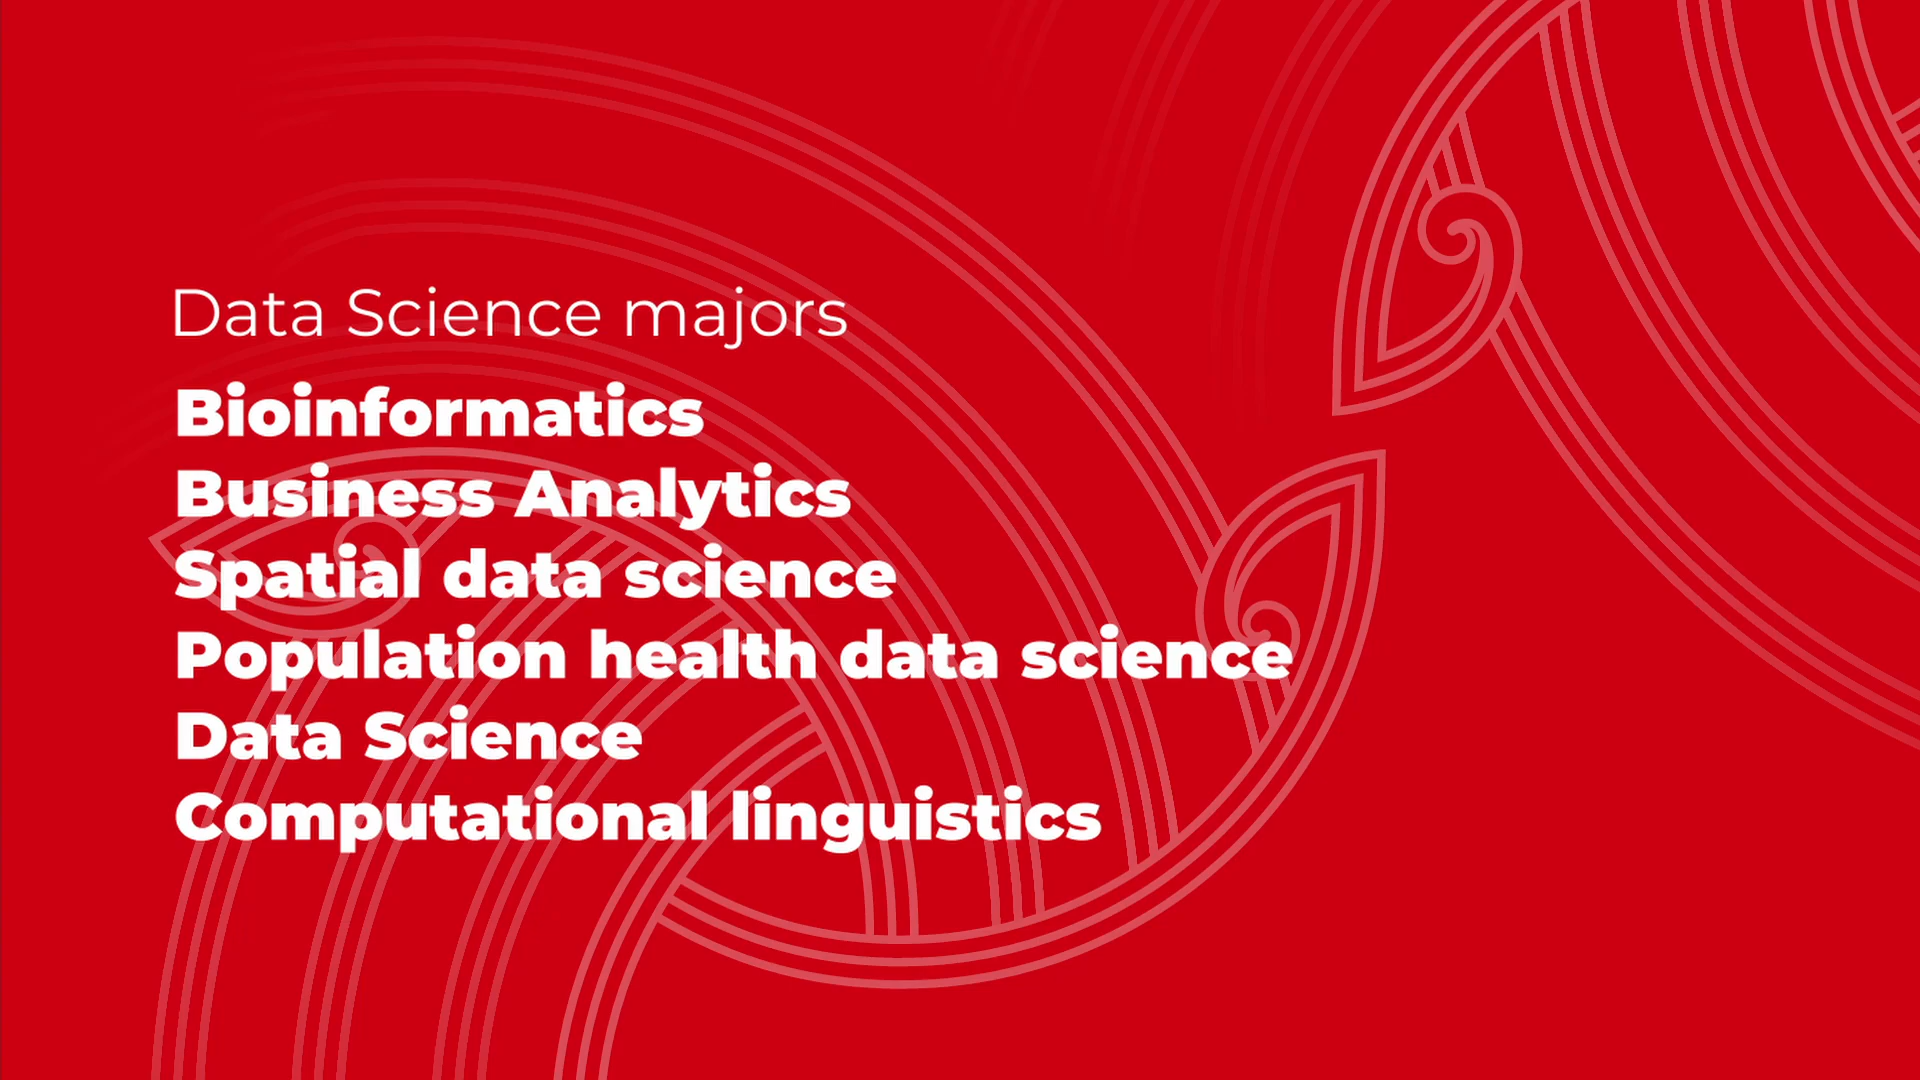 Data Science majors
Bioinformatics
Business Analytics
Spatial data science
Population health data science
Data Science
Computational linguistics